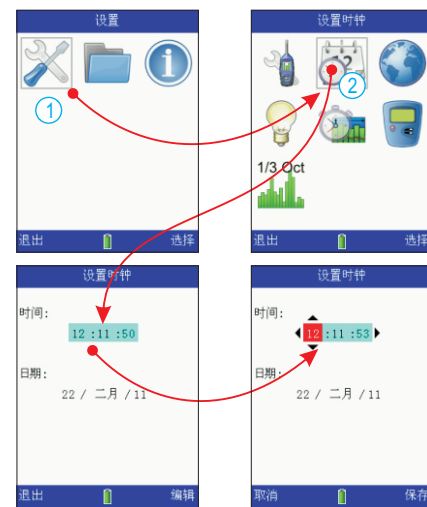 设置
1
退出
选择
设置时钟
12
2
1/3 Oct
退出
选择
设置时钟
时间:
12 :11 :50
日期:
22 / 二月 /11
退出
编辑
设置时钟
时间:
12 :11 :53
日期:
22 / 二月 /11
取消
保存